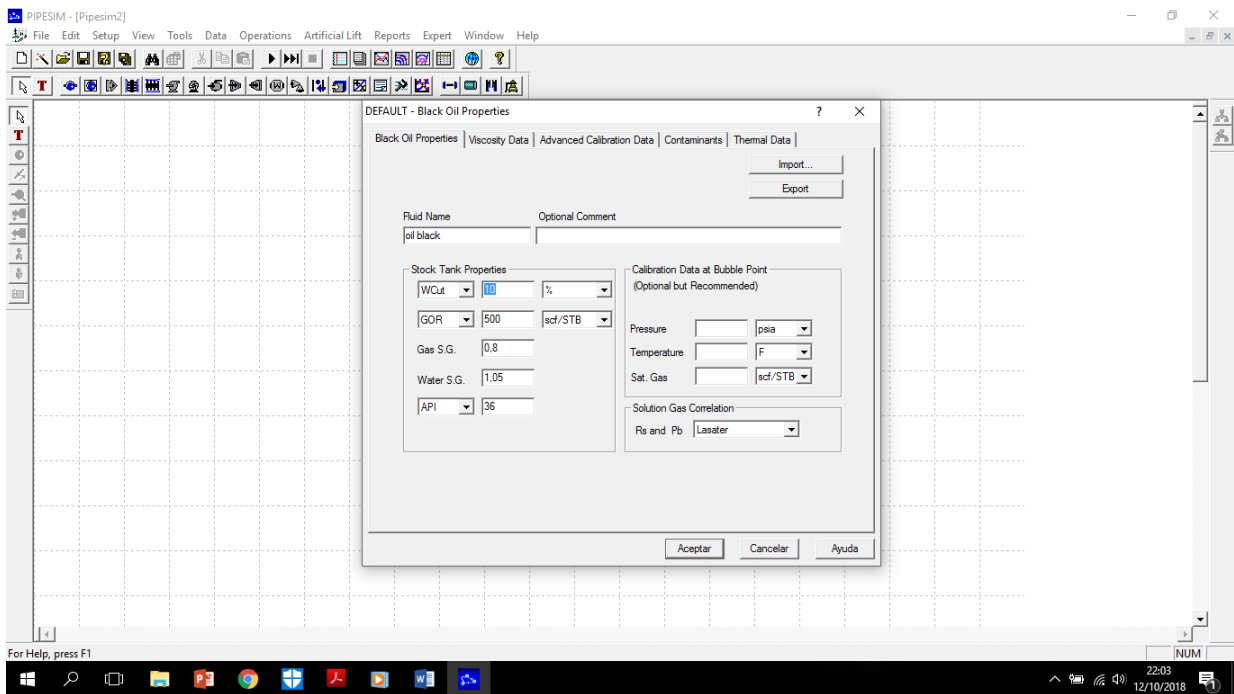 PIPESIM - [Pipesim2]
File Edit Setup View Tools Data Operations Artificial Lift Reports Expert Window Help
T
T
DEFAULT - Black Oil Properties ?
Black Oil Properties Viscosity Data Advanced Calibration Data Contaminants Thermal Data
Import...
Export
Fluid Name Optional Comment
oil black
Stock Tank Properties
WCut 10 %
GOR 500 scf/STB
Gas S.G. 0,8
Water S.G. 1,05
API 36
Calibration Data at Bubble Point
(Optional but Recommended)
Pressure psia
Temperature F
Sat. Gas scf/STB
Solution Gas Correlation
Rs and Pb Lasater
Aceptar Cancelar Ayuda
For Help, press F1 NUM
22:03
12/10/2018